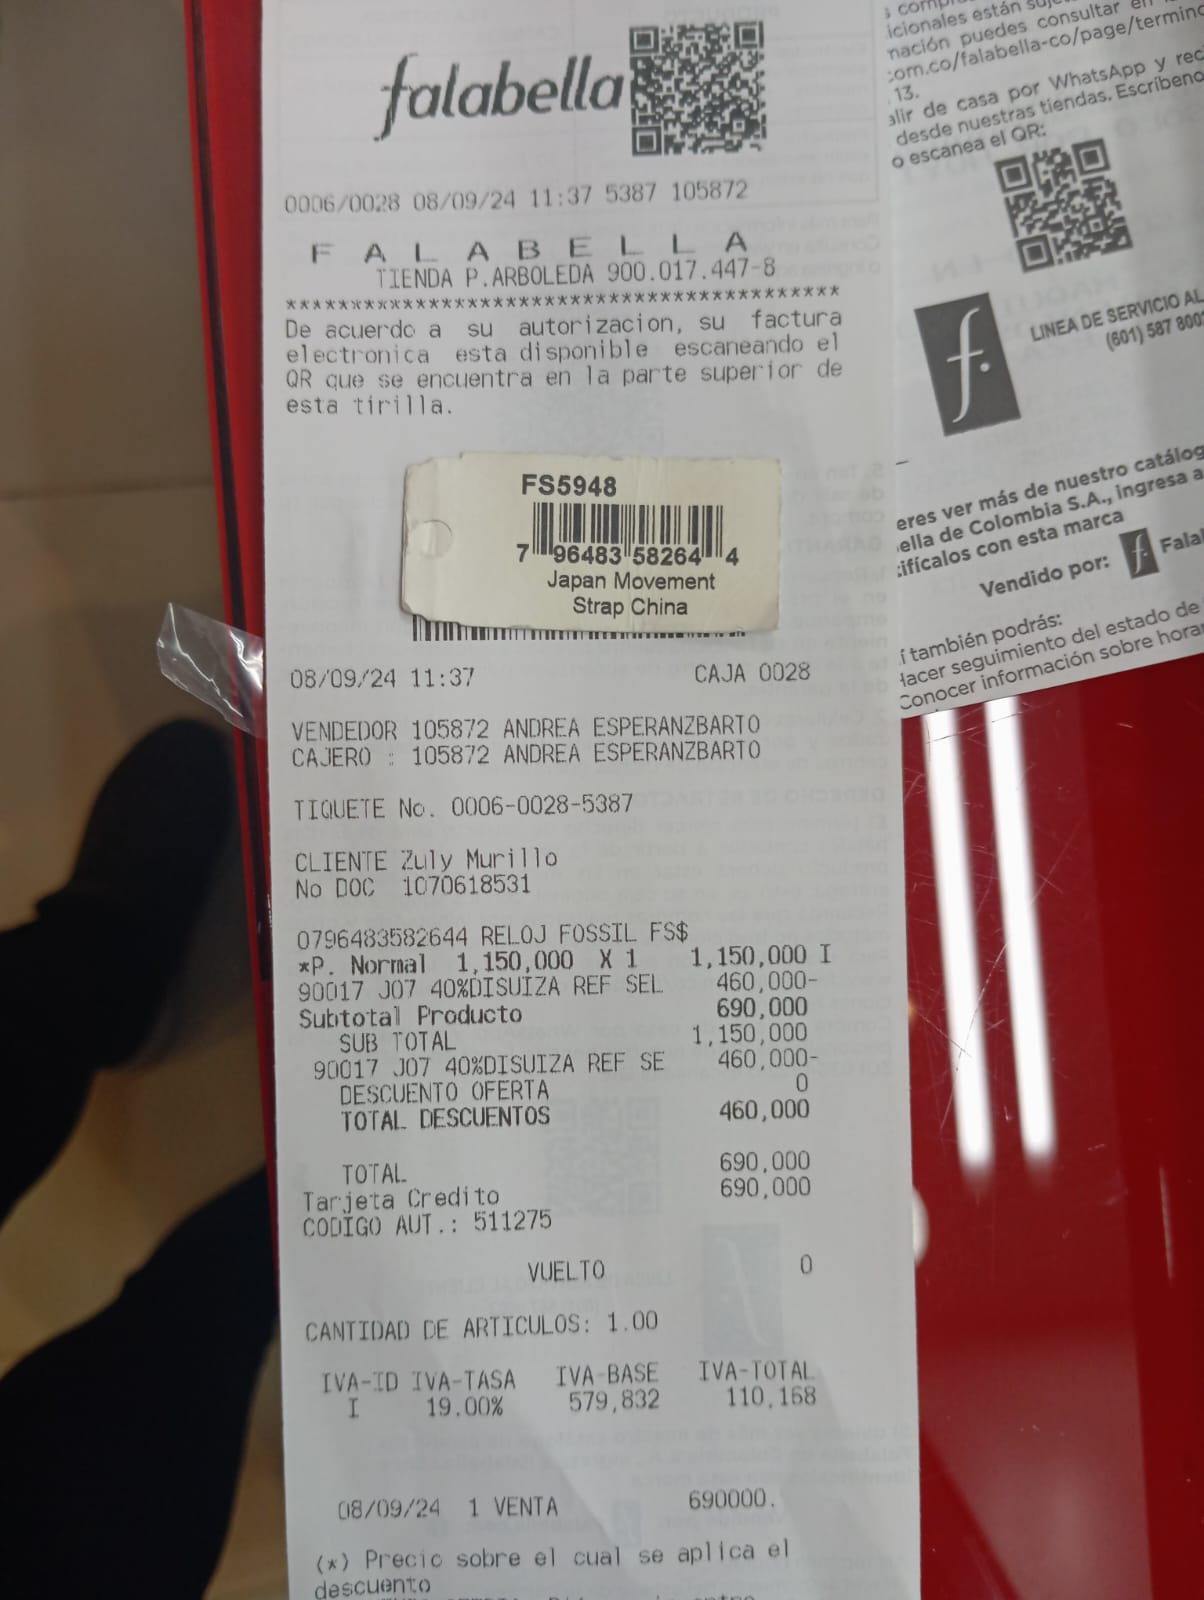 falabella
0006/0028 08/09/24 11:37 5387 105872
F A L A B E L L A
TIENDA P.ARBOLEDA 900.017.447-8
******************************************
De acuerdo a su autorizacion, su factura
electronica esta disponible escaneando el
QR que se encuentra en la parte superior de
esta tirilla.
FS5948
7 96483 58264 4
Japan Movement
Strap China
08/09/24 11:37 CAJA 0028
VENDEDOR 105872 ANDREA ESPERANZBARTO
CAJERO : 105872 ANDREA ESPERANZBARTO
TIQUETE No. 0006-0028-5387
CLIENTE Zuly Murillo
No DOC 1070618531
0796483582644 RELOJ FOSSIL FS$
*P. Normal 1,150,000 X 1 1,150,000 I
90017 J07 40%DISUIZA REF SEL 460,000-
Subtotal Producto 690,000
SUB TOTAL 1,150,000
90017 J07 40%DISUIZA REF SE 460,000-
DESCUENTO OFERTA 0
TOTAL DESCUENTOS 460,000
TOTAL 690,000
Tarjeta Credito 690,000
CODIGO AUT.: 511275
VUELTO 0
CANTIDAD DE ARTICULOS: 1.00
IVA-ID IVA-TASA IVA-BASE IVA-TOTAL
I 19.00% 579,832 110,168
08/09/24 1 VENTA 690000.
(*) Precio sobre el cual se aplica el
descuento
icionales están
mación puedes consultar en
com.co/falabella-co/page/termino
13.
alir de casa por WhatsApp y rec
desde nuestras tiendas. Escríbeno
o escanea el QR:
f.
LINEA DE SERVICIO AL
(601) 587 800
eres ver más de nuestro catálog
ella de Colombia S.A., ingresa a
tifícalos con esta marca
Vendido por: f. Fala
í también podrás:
Hacer seguimiento del estado de
Conocer información sobre horar